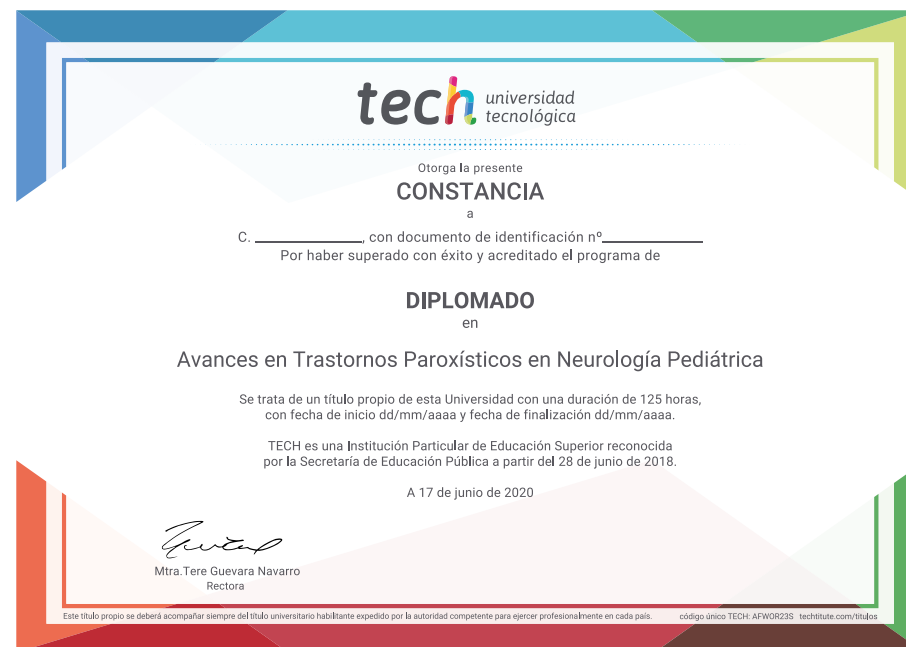 tech universidad
tecnológica
Otorga la presente
CONSTANCIA
a
C. ______________, con documento de identificación nº_____________
Por haber superado con éxito y acreditado el programa de
DIPLOMADO
en
Avances en Trastornos Paroxísticos en Neurología Pediátrica
Se trata de un título propio de esta Universidad con una duración de 125 horas,
con fecha de inicio dd/mm/aaaa y fecha de finalización dd/mm/aaaa.
TECH es una Institución Particular de Educación Superior reconocida
por la Secretaría de Educación Pública a partir del 28 de junio de 2018.
A 17 de junio de 2020
Mtra.Tere Guevara Navarro
Rectora
Este título propio se deberá acompañar siempre del título universitario habilitante expedido por la autoridad competente para ejercer profesionalmente en cada país. código único TECH: AFWOR23S techtitute.com/titulos